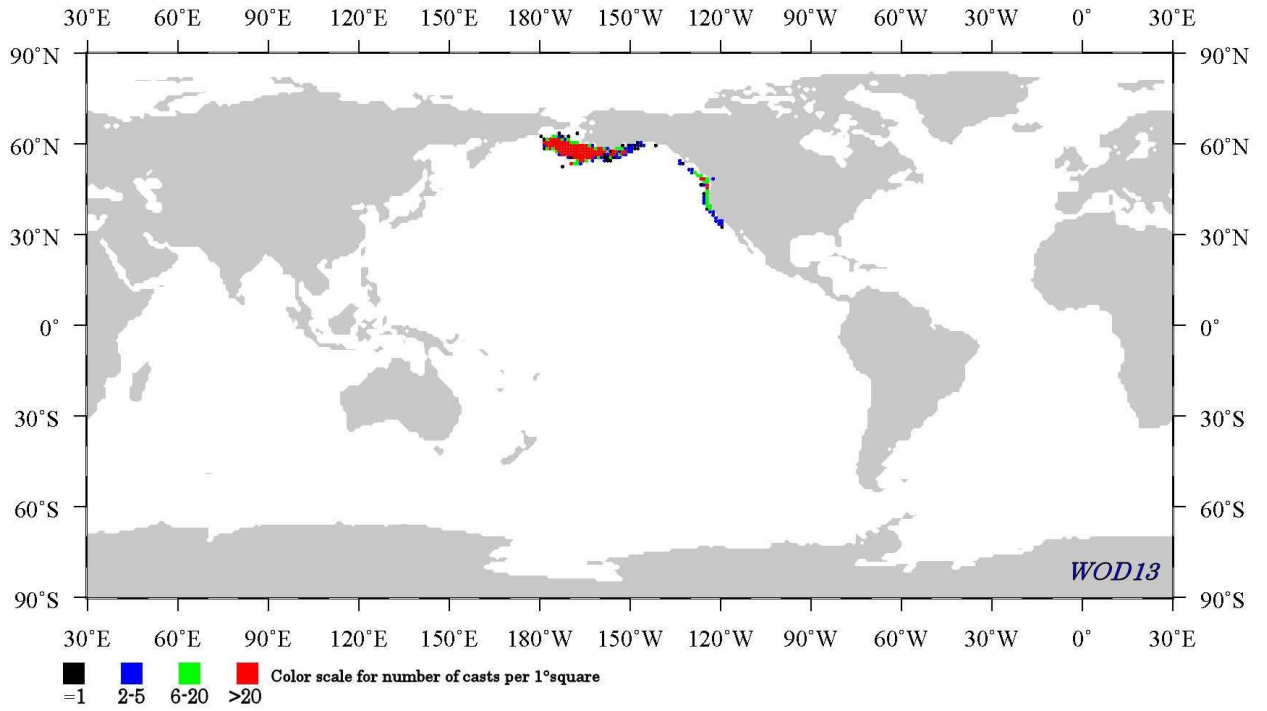 30°E 60°E 90°E 120°E 150°E 180°W 150°W 120°W 90°W 60°W 30°W 0° 30°E
90°N 90°N
60°N 60°N
30°N 30°N
0° 0°
30°S 30°S
60°S 60°S
WOD13
90°S 90°S
30°E 60°E 90°E 120°E 150°E 180°W 150°W 120°W 90°W 60°W 30°W 0° 30°E
Color scale for number of casts per 1°square
=1 2-5 6-20 >20